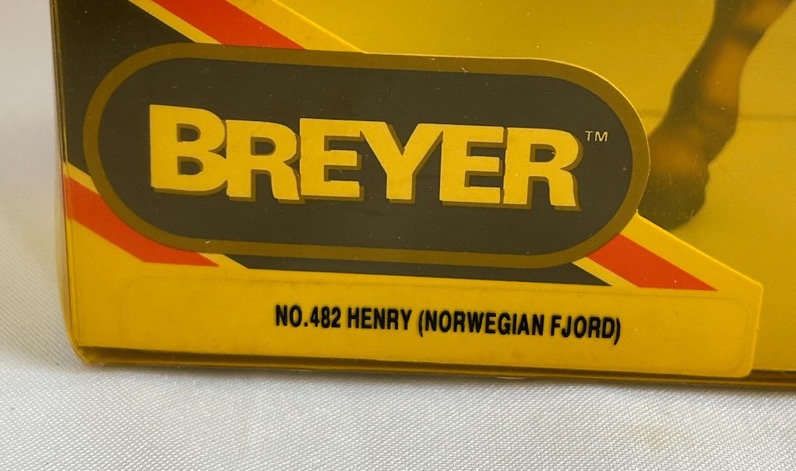 BREYER™
NO.482 HENRY (NORWEGIAN FJORD)